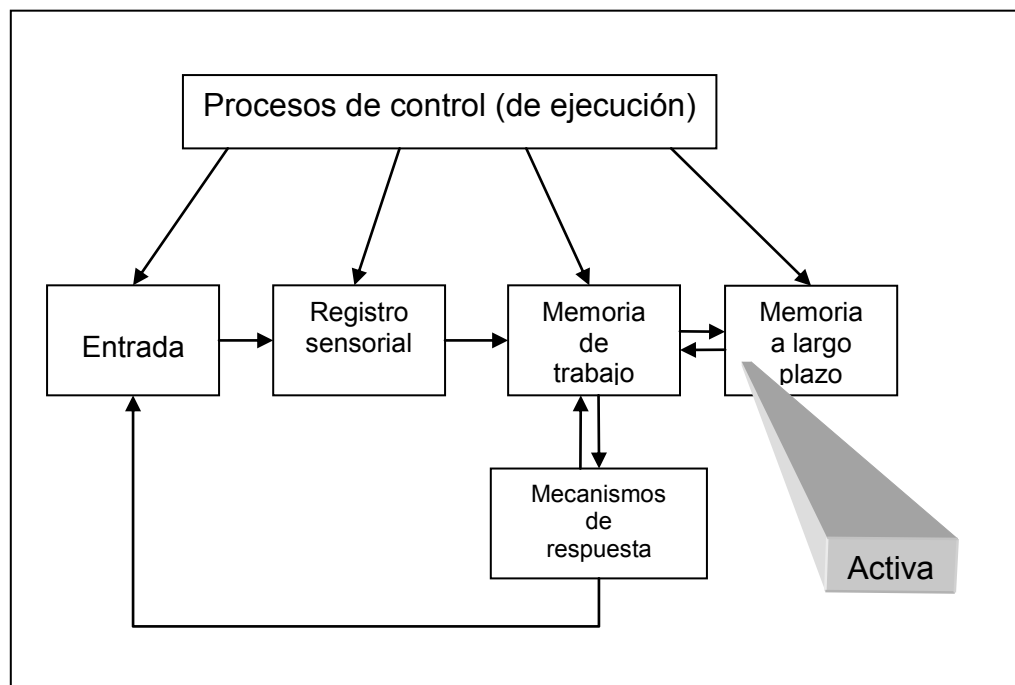 Procesos de control (de ejecución)
Entrada
Registro
sensorial
Memoria
de
trabajo
Memoria
a largo
plazo
Mecanismos
de
respuesta
Activa